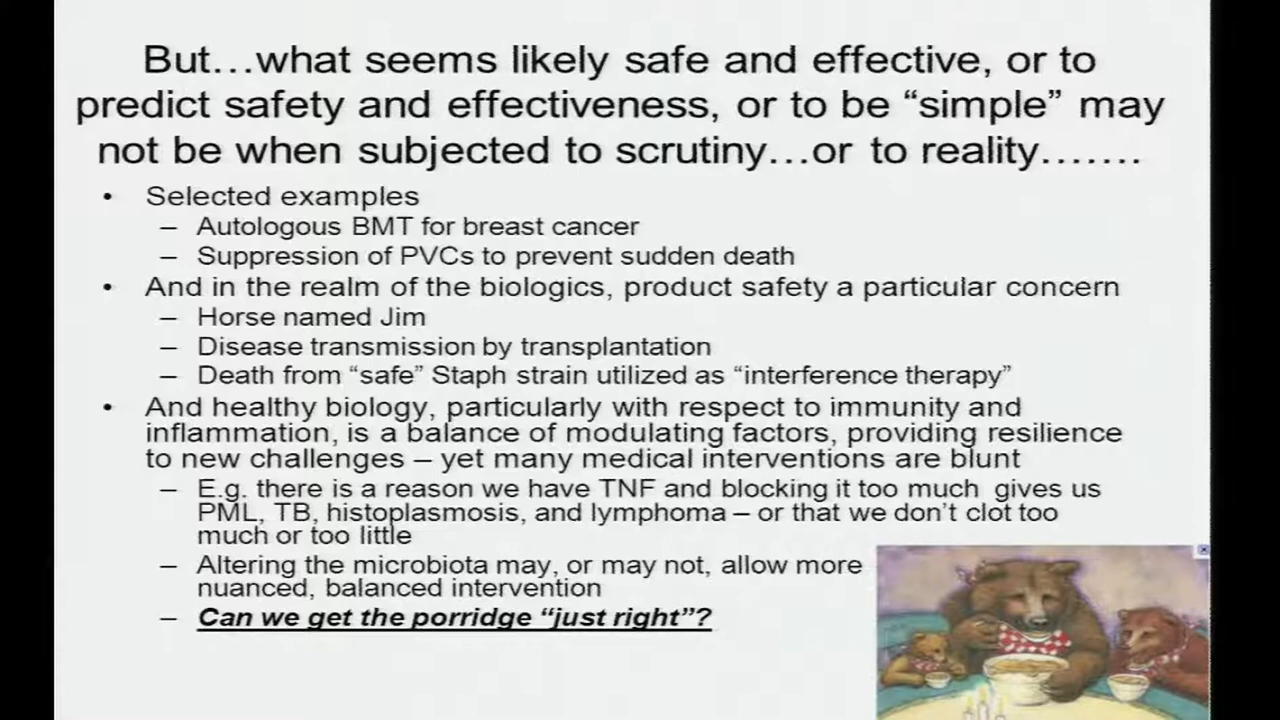 But…what seems likely safe and effective, or to
predict safety and effectiveness, or to be “simple” may
not be when subjected to scrutiny…or to reality…….
• Selected examples
– Autologous BMT for breast cancer
– Suppression of PVCs to prevent sudden death
• And in the realm of the biologics, product safety a particular concern
– Horse named Jim
– Disease transmission by transplantation
– Death from “safe” Staph strain utilized as “interference therapy”
• And healthy biology, particularly with respect to immunity and
inflammation, is a balance of modulating factors, providing resilience
to new challenges – yet many medical interventions are blunt
– E.g. there is a reason we have TNF and blocking it too much gives us
PML, TB, histoplasmosis, and lymphoma – or that we don’t clot too
much or too little
– Altering the microbiota may, or may not, allow more
nuanced, balanced intervention
– Can we get the porridge “just right”?